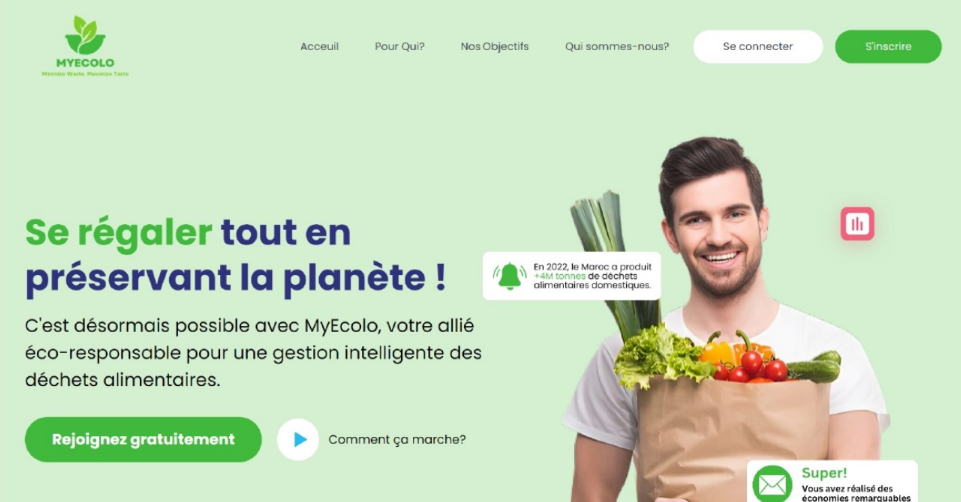 MYECOLO
Minimize Waste, Maximize Taste
Acceuil
Pour Qui?
Nos Objectifs
Qui sommes-nous?
Se connecter
S'inscrire
Se régaler tout en
préservant la planète !
En 2022, le Maroc a produit
+4M tonnes de déchets
alimentaires domestiques.
C'est désormais possible avec MyEcolo, votre allié
éco-responsable pour une gestion intelligente des
déchets alimentaires.
Rejoignez gratuitement
Comment ça marche?
Super!
Vous avez réalisé des
économies remarquables